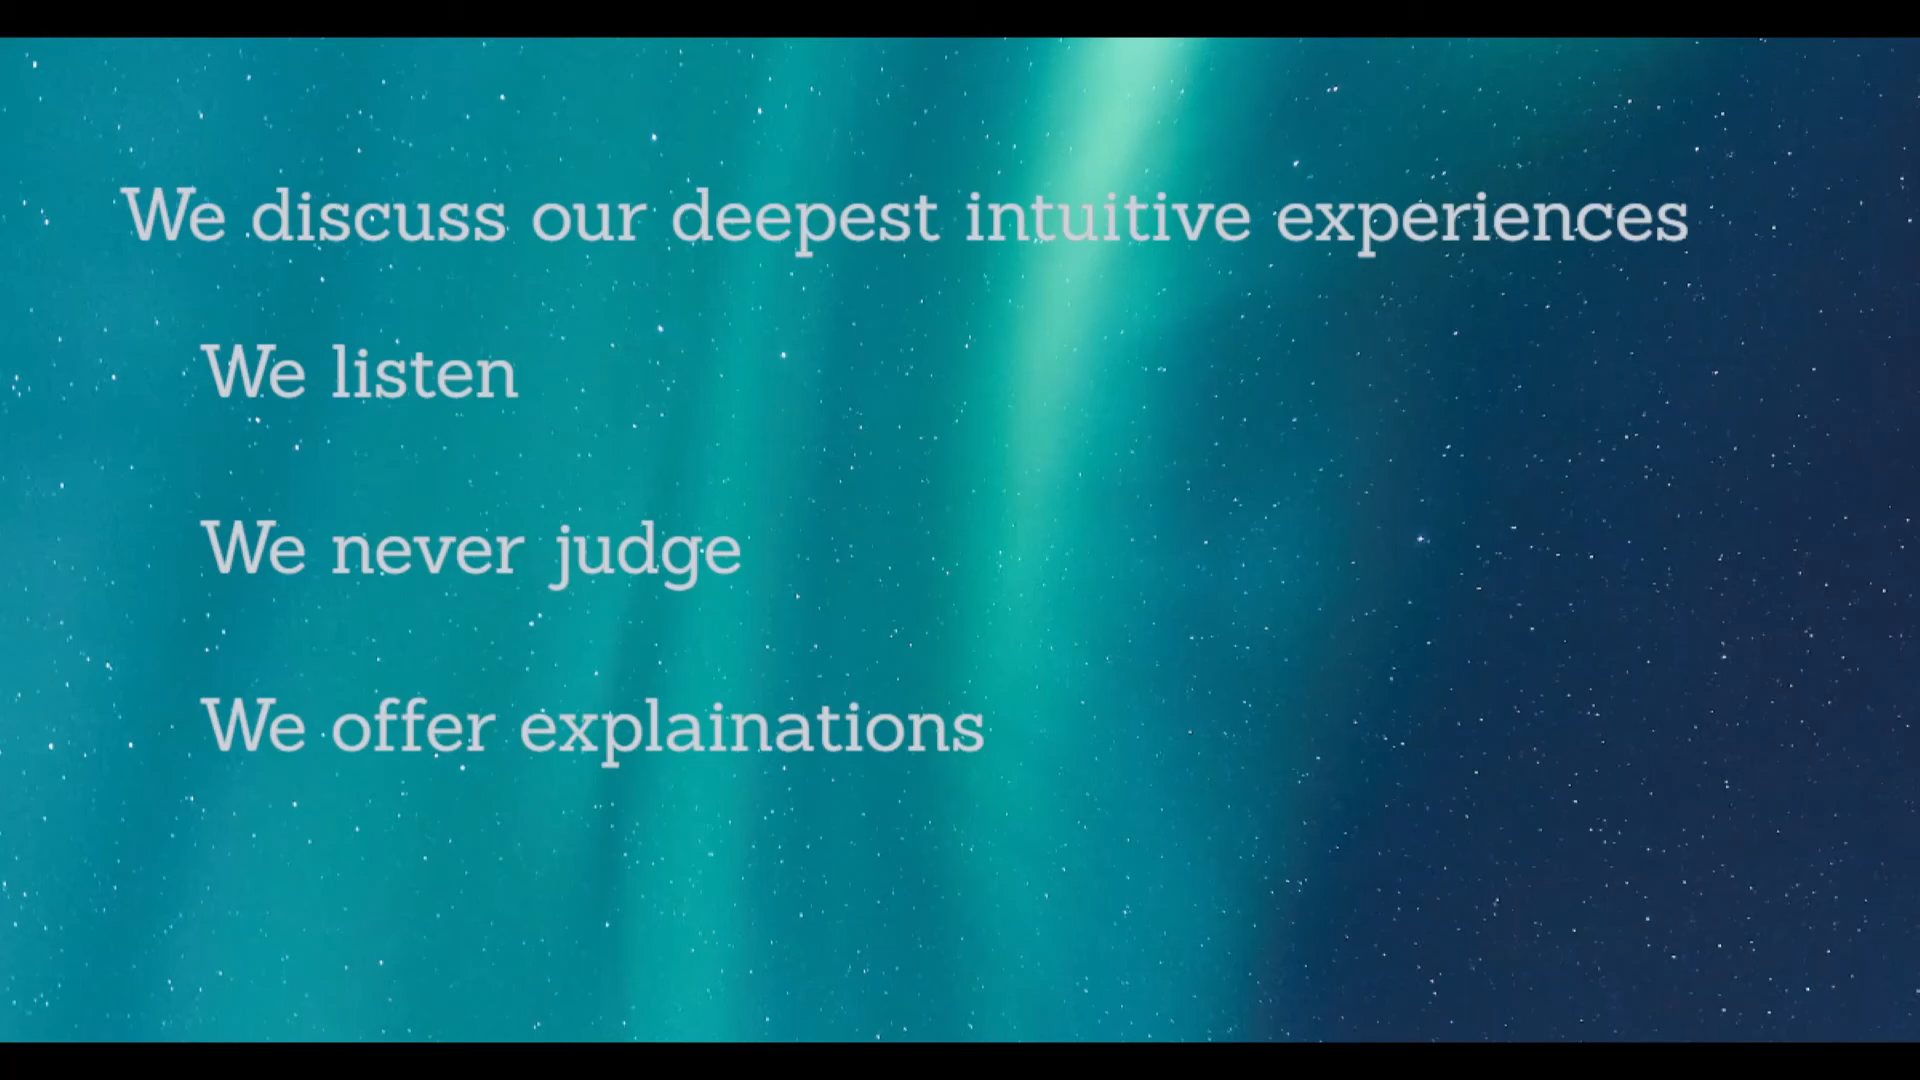 We discuss our deepest intuitive experiences
We listen
We never judge
We offer explainations